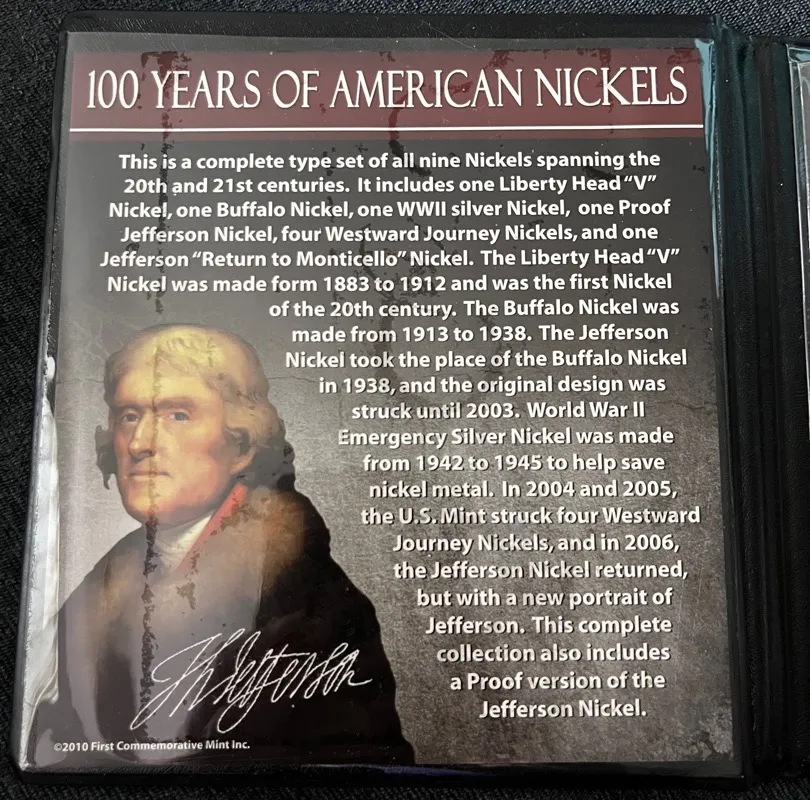 100 YEARS OF AMERICAN NICKELS
This is a complete type set of all nine Nickels spanning the
20th and 21st centuries. It includes one Liberty Head "V"
Nickel, one Buffalo Nickel, one WWII silver Nickel, one Proof
Jefferson Nickel, four Westward Journey Nickels, and one
Jefferson "Return to Monticello" Nickel. The Liberty Head "V"
Nickel was made form 1883 to 1912 and was the first Nickel
of the 20th century. The Buffalo Nickel was
made from 1913 to 1938. The Jefferson
Nickel took the place of the Buffalo Nickel
in 1938, and the original design was
struck until 2003. World War II
Emergency Silver Nickel was made
from 1942 to 1945 to help save
nickel metal. In 2004 and 2005,
the U.S. Mint struck four Westward
Journey Nickels, and in 2006,
the Jefferson Nickel returned,
but with a new portrait of
Jefferson. This complete
collection also includes
a Proof version of the
Jefferson Nickel.
Th Jefferson
©2010 First Commemorative Mint Inc.